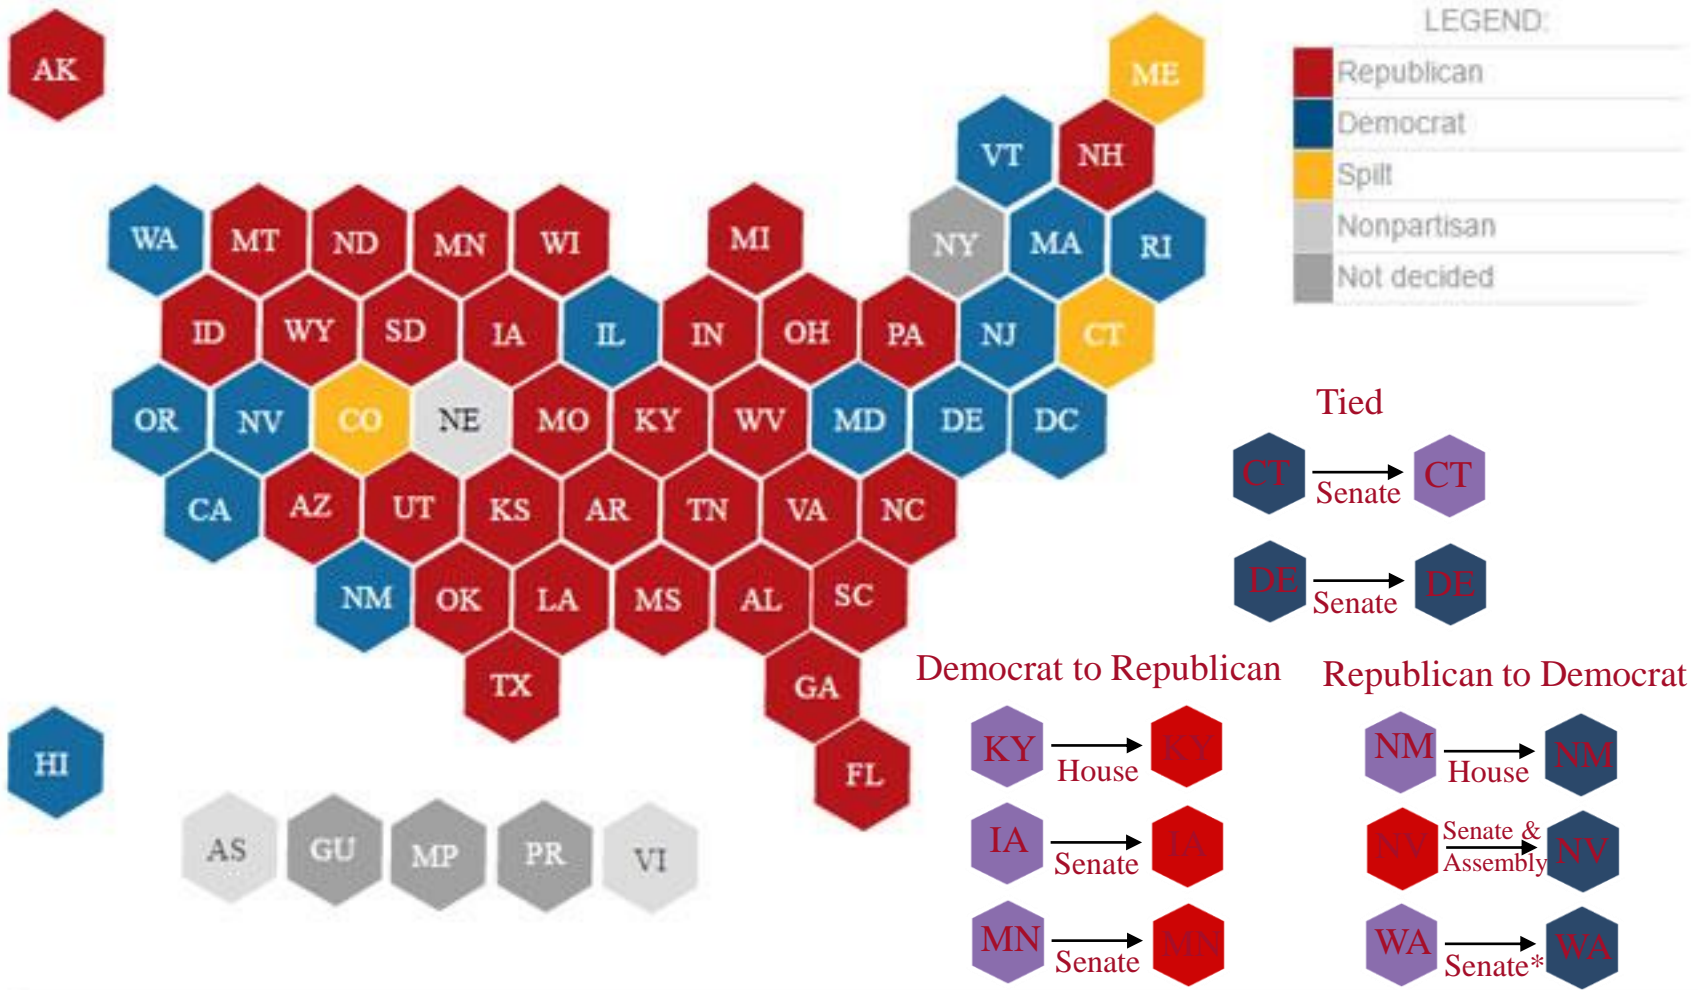 AK
ME
VT
NH
WA
MT
ND
MN
WI
MI
NY
MA
RI
ID
WY
SD
IA
IL
IN
OH
PA
NJ
CT
OR
NV
CO
NE
MO
KY
WV
MD
DE
DC
CA
AZ
UT
KS
AR
TN
VA
NC
NM
OK
LA
MS
AL
SC
TX
GA
HI
FL
AS
GU
MP
PR
VI
LEGEND:
Republican
Democrat
Spilt
Nonpartisan
Not decided
Tied
CT
Senate
CT
DE
Senate
DE
Democrat to Republican
KY
House
KY
IA
Senate
IA
MN
Senate
MN
Republican to Democrat
NM
House
NM
NV
Senate &
Assembly
NV
WA
Senate*
WA